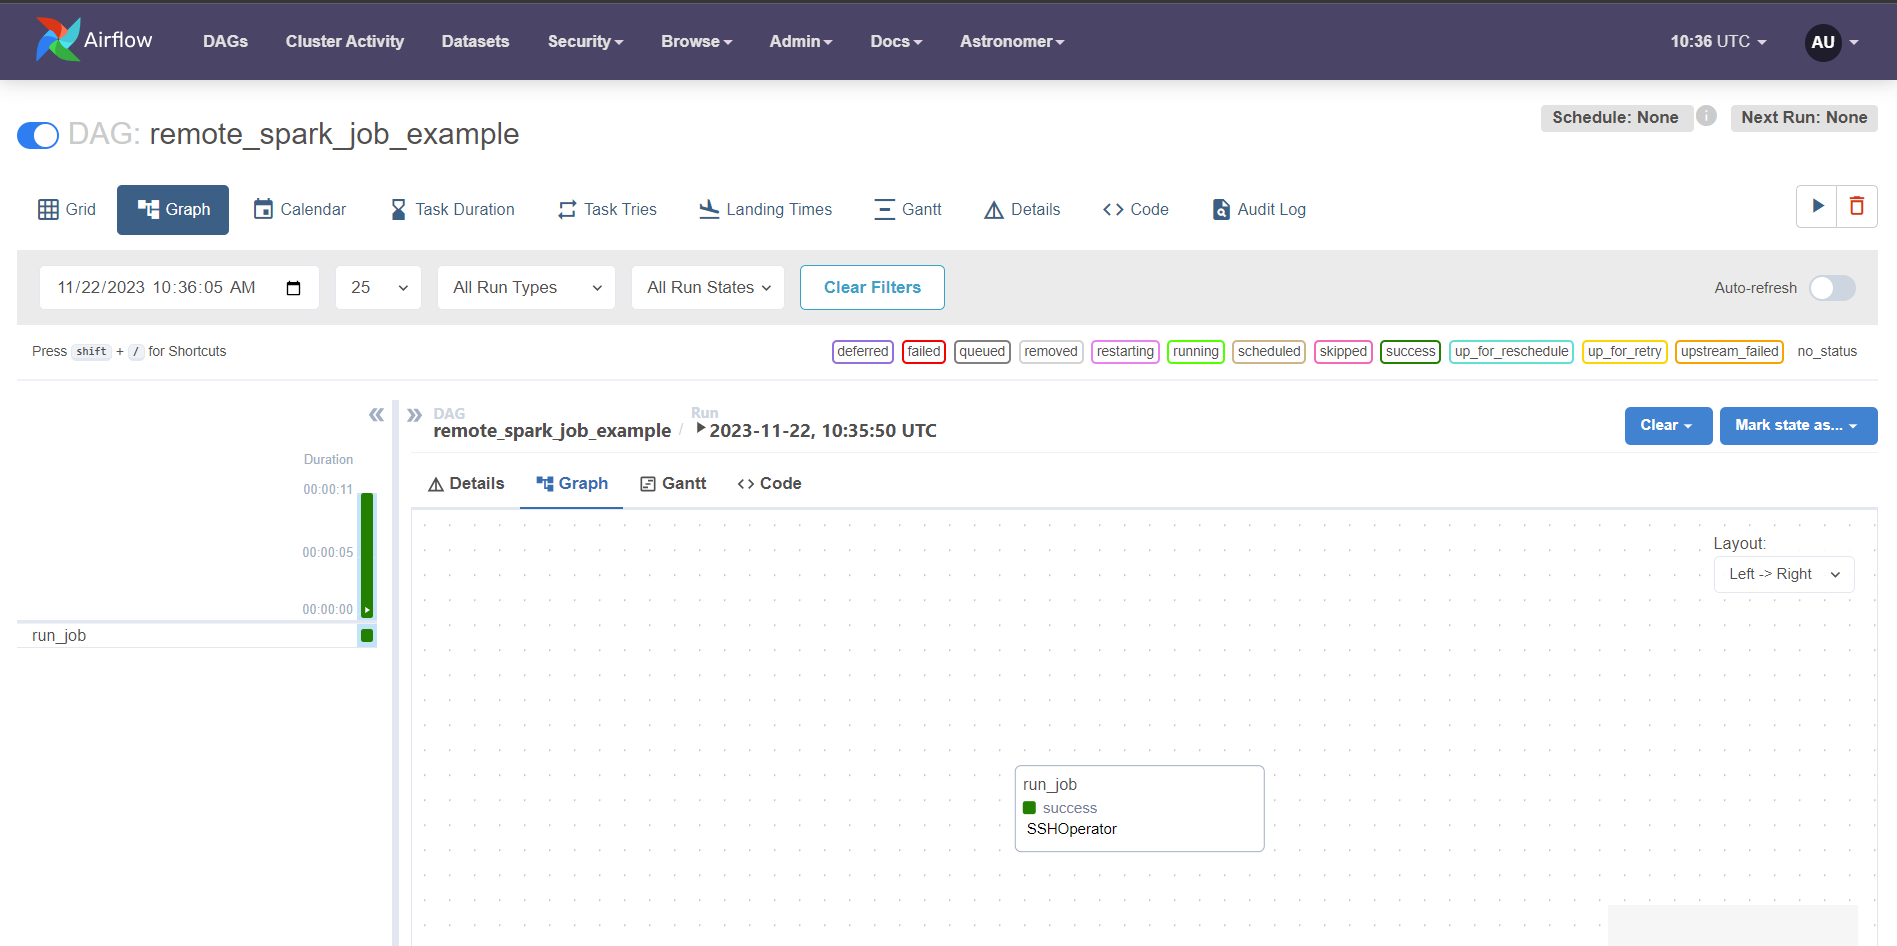 Airflow DAGs Cluster Activity Datasets Security Browse Admin Docs Astronomer 10:36 UTC AU
DAG: remote_spark_job_example Schedule: None i Next Run: None
Grid Graph Calendar Task Duration Task Tries Landing Times Gantt Details Code Audit Log
11/22/2023 10:36:05 AM 25 All Run Types All Run States Clear Filters Auto-refresh
Press shift + / for Shortcuts deferred failed queued removed restarting running scheduled skipped success up_for_reschedule up_for_retry upstream_failed no_status
DAG Run
remote_spark_job_example / 2023-11-22, 10:35:50 UTC Clear Mark state as...
Duration
00:00:11
00:00:05
00:00:00
run_job
Details Graph Gantt Code
Layout:
Left -> Right
run_job
success
SSHOperator